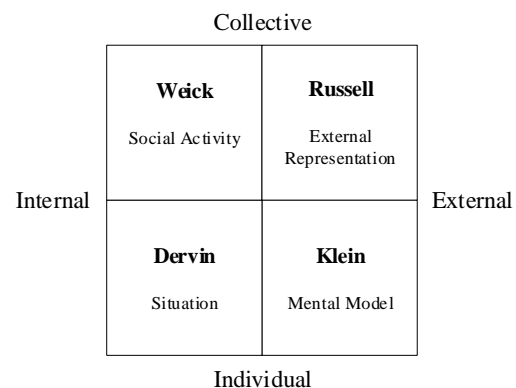 Collective
Weick
Russell
Social Activity
External
Representation
Internal
External
Dervin
Klein
Situation
Mental Model
Individual